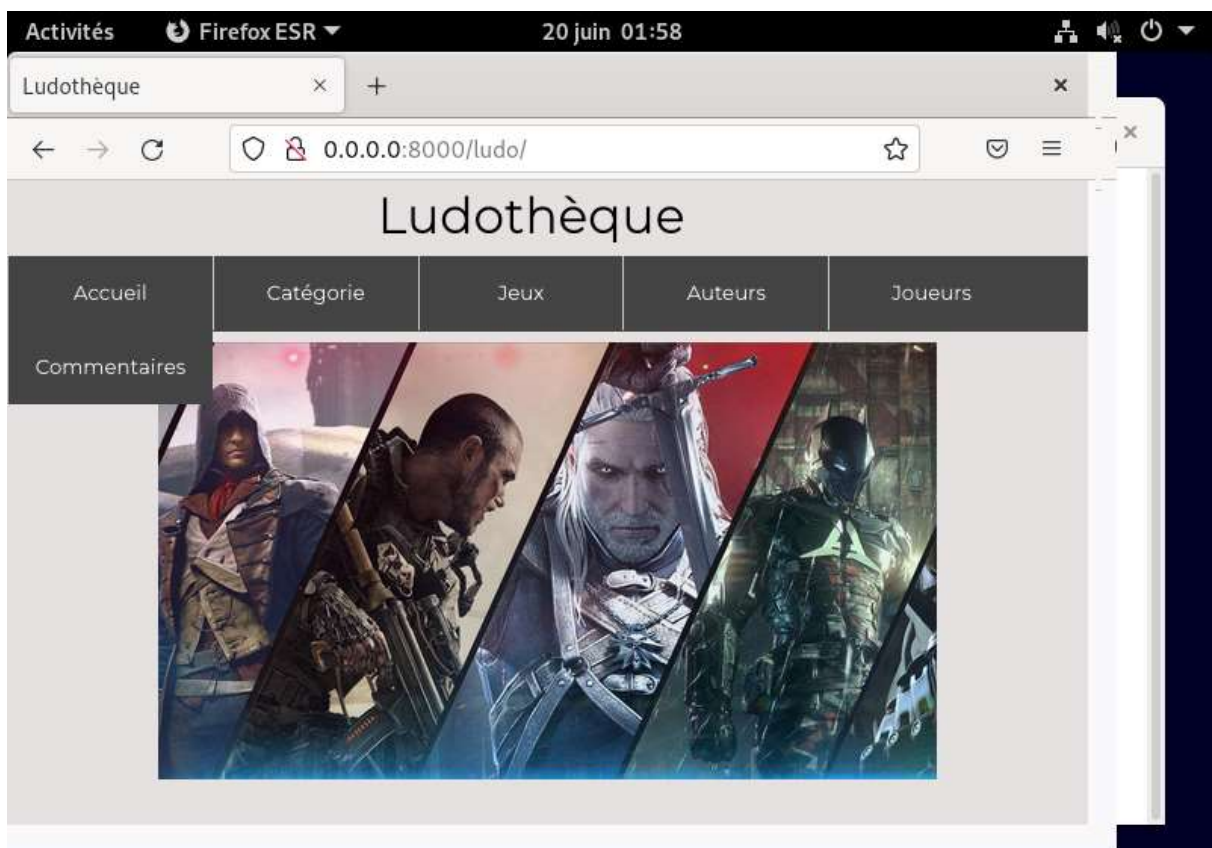 Activités Firefox ESR 20 juin 01:58
Ludothèque
0.0.0.0:8000/ludo/
Ludothèque
Accueil Catégorie Jeux Auteurs Joueurs
Commentaires